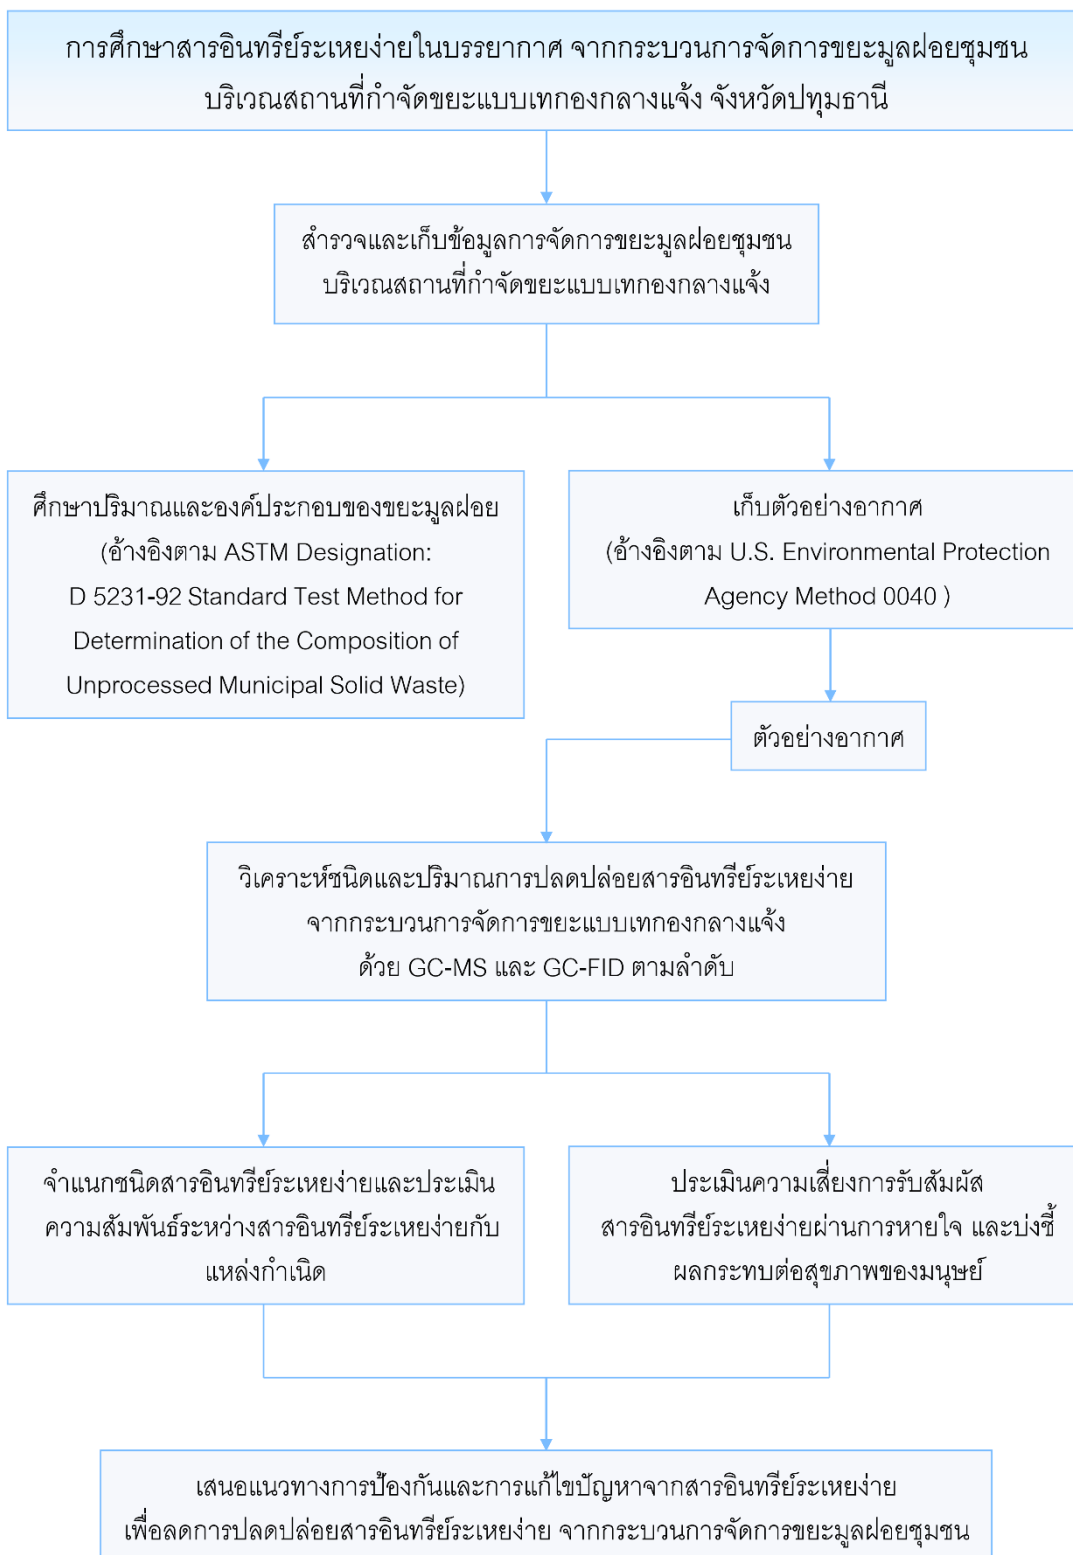 การศึกษาสารอินทรีย์ระเหยง่ายในบรรยากาศ จากกระบวนการจัดการขยะมูลฝอยชุมชน
บริเวณสถานที่กำจัดขยะแบบเทกองกลางแจ้ง จังหวัดปทุมธานี
สำรวจและเก็บข้อมูลการจัดการขยะมูลฝอยชุมชน
บริเวณสถานที่กำจัดขยะแบบเทกองกลางแจ้ง
ศึกษาปริมาณและองค์ประกอบของขยะมูลฝอย
(อ้างอิงตาม ASTM Designation:
D 5231-92 Standard Test Method for
Determination of the Composition of
Unprocessed Municipal Solid Waste)
เก็บตัวอย่างอากาศ
(อ้างอิงตาม U.S. Environmental Protection
Agency Method 0040 )
ตัวอย่างอากาศ
วิเคราะห์ชนิดและปริมาณการปลดปล่อยสารอินทรีย์ระเหยง่าย
จากกระบวนการจัดการขยะแบบเทกองกลางแจ้ง
ด้วย GC-MS และ GC-FID ตามลำดับ
จำแนกชนิดสารอินทรีย์ระเหยง่ายและประเมิน
ความสัมพันธ์ระหว่างสารอินทรีย์ระเหยง่ายกับ
แหล่งกำเนิด
ประเมินความเสี่ยงการรับสัมผัส
สารอินทรีย์ระเหยง่ายผ่านการหายใจ และบ่งชี้
ผลกระทบต่อสุขภาพของมนุษย์
เสนอแนวทางการป้องกันและการแก้ไขปัญหาจากสารอินทรีย์ระเหยง่าย
เพื่อลดการปลดปล่อยสารอินทรีย์ระเหยง่าย จากกระบวนการจัดการขยะมูลฝอยชุมชน